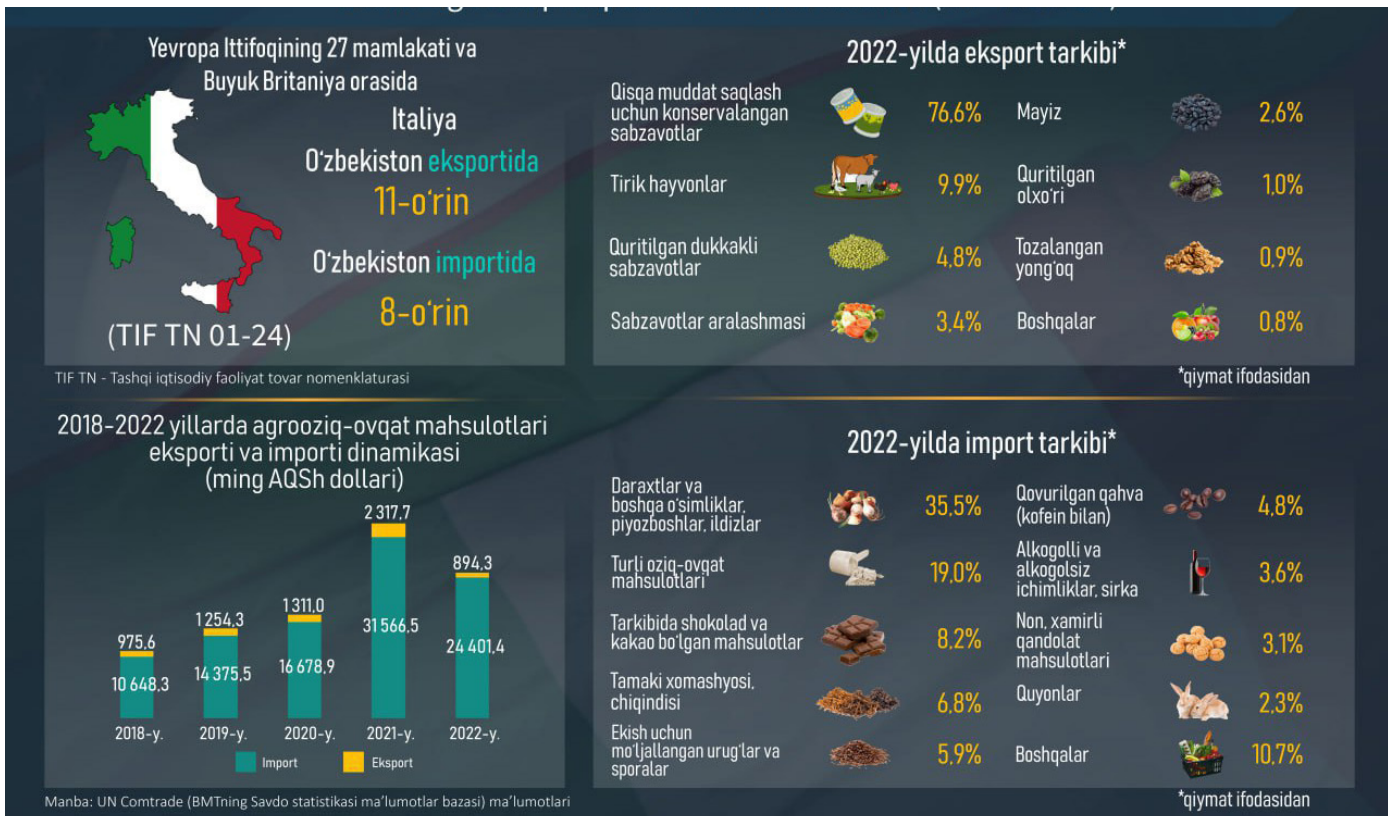 Yevropa Ittifoqining 27 mamlakati va
Buyuk Britaniya orasida
Italiya
O‘zbekiston eksportida
11-o‘rin
O‘zbekiston importida
8-o‘rin
(TIF TN 01-24)
TIF TN - Tashqi iqtisodiy faoliyat tovar nomenklaturasi
2022-yilda eksport tarkibi*
Qisqa muddat saqlash
uchun konservalangan
sabzavotlar
76,6%
Mayiz
2,6%
Tirik hayvonlar
9,9%
Quritilgan
olxo‘ri
1,0%
Quritilgan dukkakli
sabzavotlar
4,8%
Tozalangan
yong‘oq
0,9%
Sabzavotlar aralashmasi
3,4%
Boshqalar
0,8%
*qiymat ifodasidan
2018-2022 yillarda agrooziq-ovqat mahsulotlari
eksporti va importi dinamikasi
(ming AQSh dollari)
975,6
10 648,3
1 254,3
14 375,5
1 311,0
16 678,9
2 317,7
31 566,5
894,3
24 401,4
2018-y.
2019-y.
2020-y.
2021-y.
2022-y.
Import
Eksport
Manba: UN Comtrade (BMTning Savdo statistikasi ma’lumotlar bazasi) ma’lumotlari
2022-yilda import tarkibi*
Daraxtlar va
boshqa o‘simliklar,
piyozboshlar, ildizlar
35,5%
Qovurilgan qahva
(kofein bilan)
4,8%
Turli oziq-ovqat
mahsulotlari
19,0%
Alkogolli va
alkogolsiz
ichimliklar, sirka
3,6%
Tarkibida shokolad va
kakao bo‘lgan mahsulotlar
8,2%
Non, xamirli
qandolat
mahsulotlari
3,1%
Tamaki xomashyosi,
chiqindisi
6,8%
Quyonlar
2,3%
Ekish uchun
mo‘ljallangan urug‘lar va
sporalar
5,9%
Boshqalar
10,7%
*qiymat ifodasidan